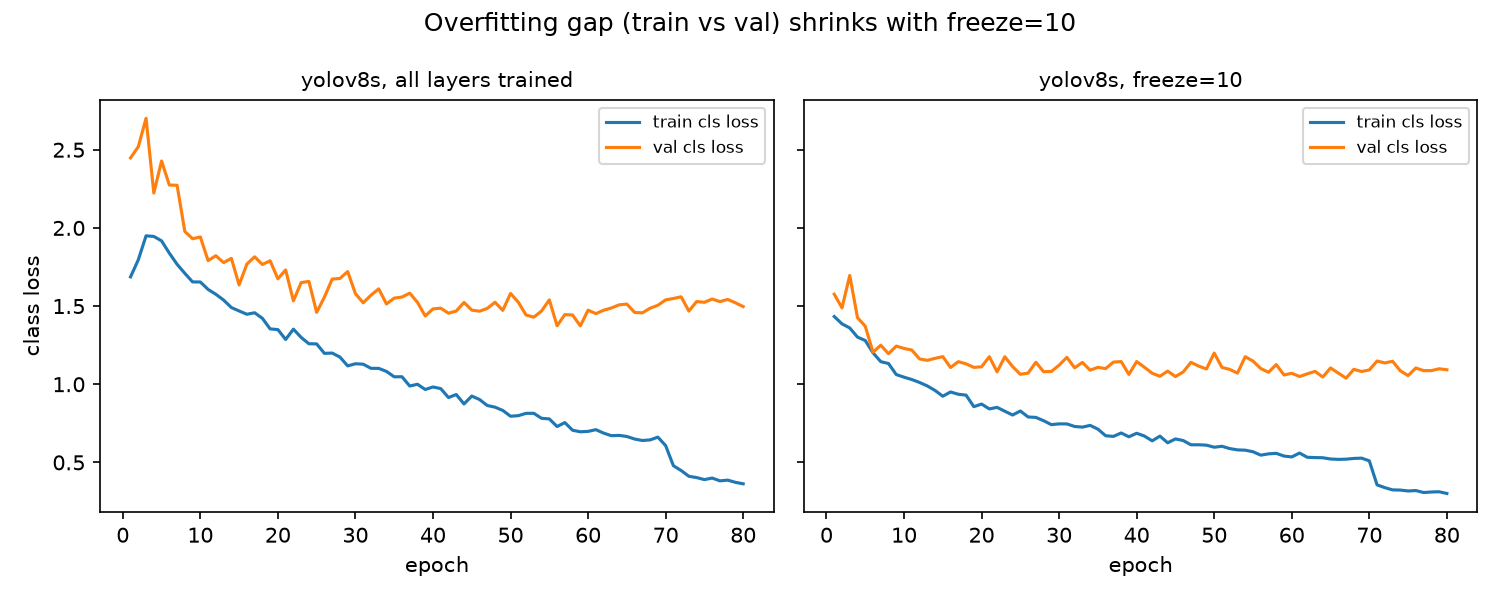 Overfitting gap (train vs val) shrinks with freeze=10
yolov8s, all layers trained
train cls loss
val cls loss
class loss
2.5
2.0
1.5
1.0
0.5
0 10 20 30 40 50 60 70 80
epoch
yolov8s, freeze=10
train cls loss
val cls loss
0 10 20 30 40 50 60 70 80
epoch